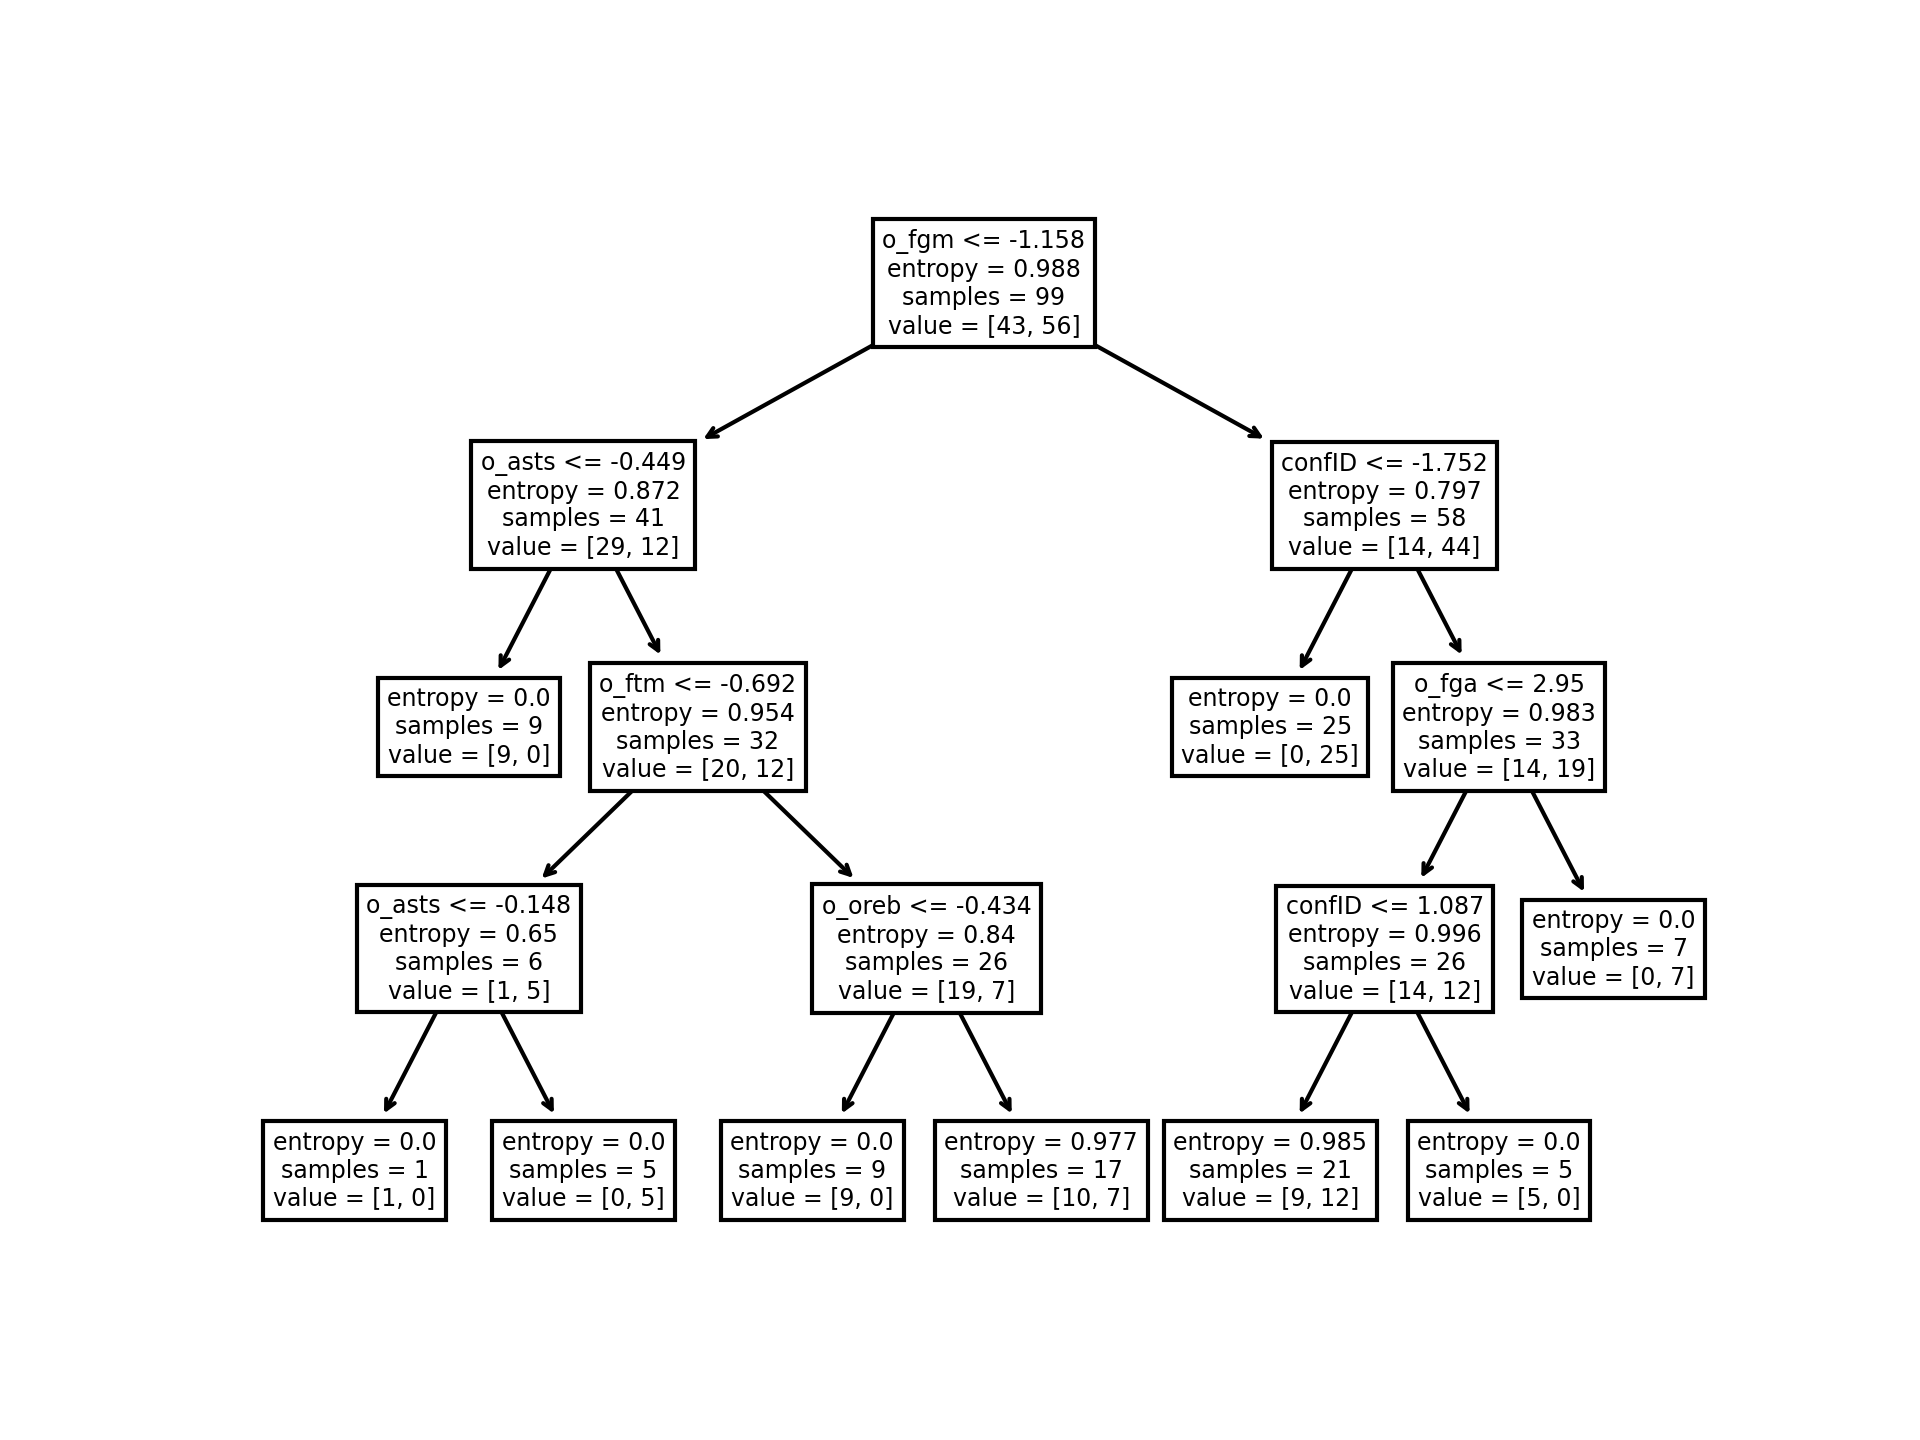 o_fgm <= -1.158
entropy = 0.988
samples = 99
value = [43, 56]
o_asts <= -0.449
entropy = 0.872
samples = 41
value = [29, 12]
confID <= -1.752
entropy = 0.797
samples = 58
value = [14, 44]
entropy = 0.0
samples = 9
value = [9, 0]
o_ftm <= -0.692
entropy = 0.954
samples = 32
value = [20, 12]
entropy = 0.0
samples = 25
value = [0, 25]
o_fga <= 2.95
entropy = 0.983
samples = 33
value = [14, 19]
o_asts <= -0.148
entropy = 0.65
samples = 6
value = [1, 5]
o_oreb <= -0.434
entropy = 0.84
samples = 26
value = [19, 7]
confID <= 1.087
entropy = 0.996
samples = 26
value = [14, 12]
entropy = 0.0
samples = 7
value = [0, 7]
entropy = 0.0
samples = 1
value = [1, 0]
entropy = 0.0
samples = 5
value = [0, 5]
entropy = 0.0
samples = 9
value = [9, 0]
entropy = 0.977
samples = 17
value = [10, 7]
entropy = 0.985
samples = 21
value = [9, 12]
entropy = 0.0
samples = 5
value = [5, 0]